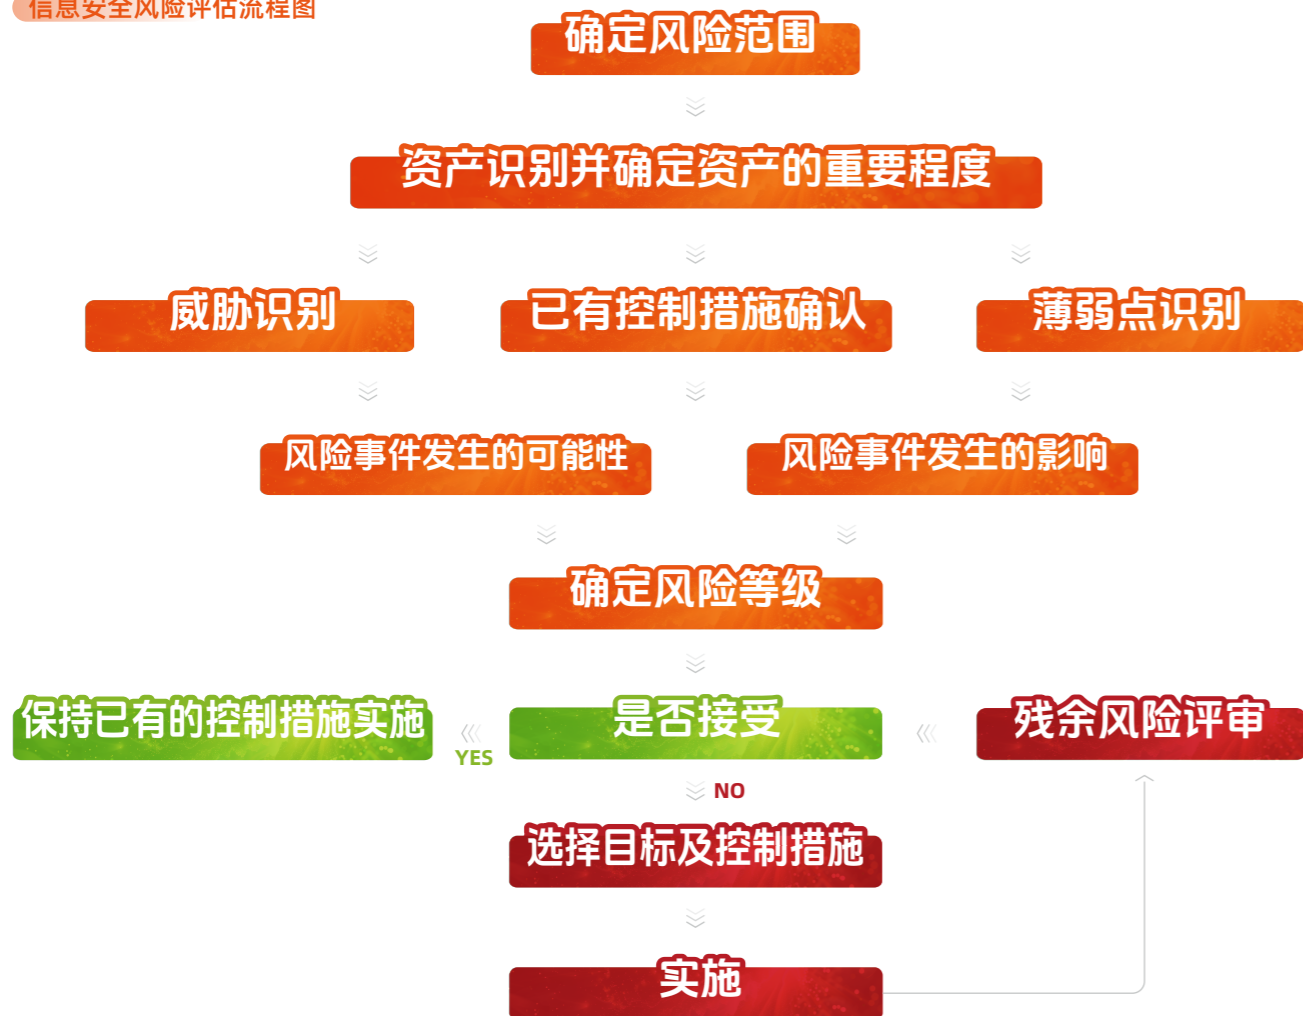 信息安全风险评估流程图
确定风险范围
资产识别并确定资产的重要程度
威胁识别
已有控制措施确认
薄弱点识别
风险事件发生的可能性
风险事件发生的影响
确定风险等级
保持已有的控制措施实施
YES
是否接受
残余风险评审
NO
选择目标及控制措施
实施